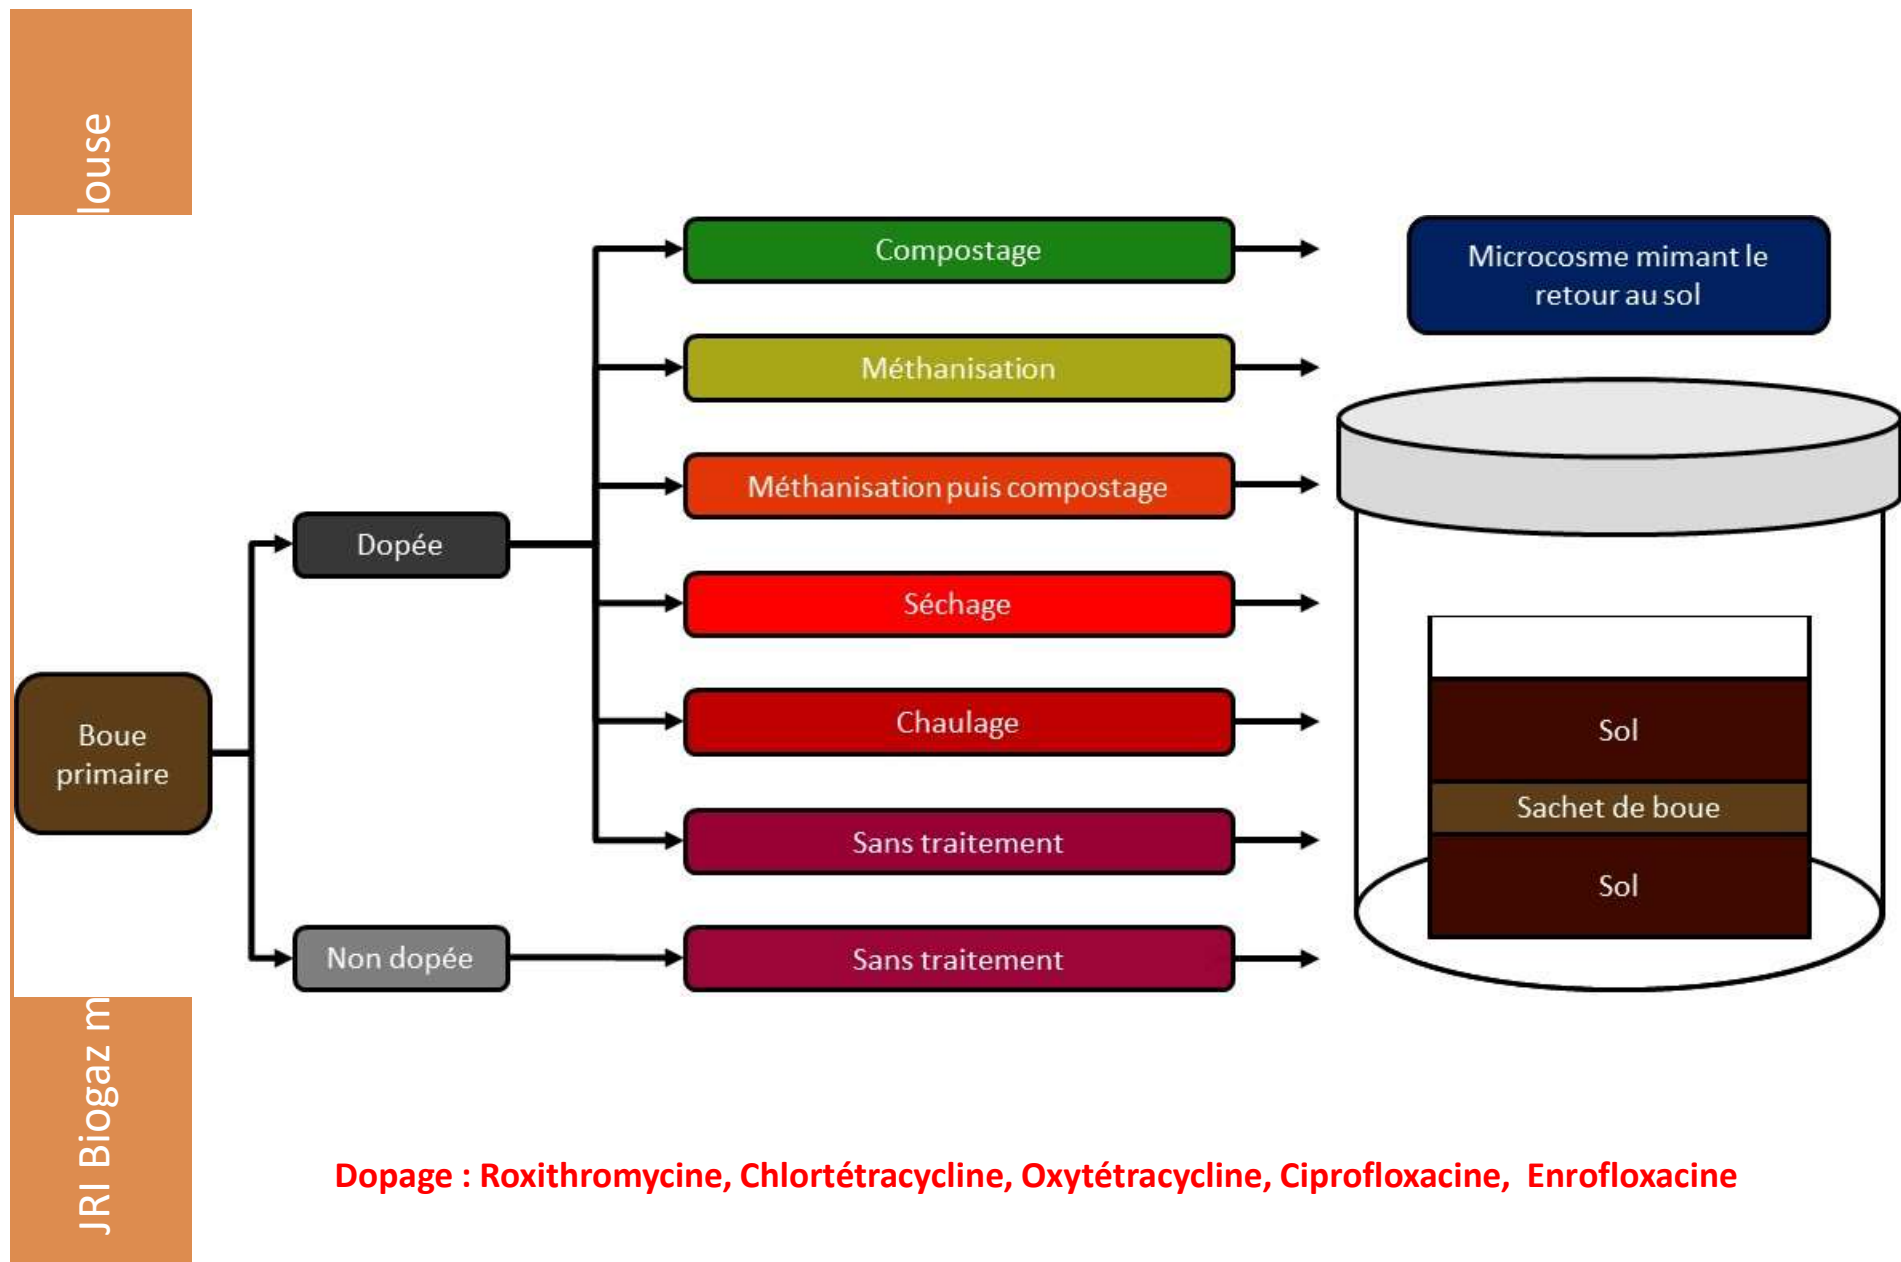 louse
JRI Biogaz m
Compostage
Méthanisation
Méthanisation puis compostage
Séchage
Chaulage
Sans traitement
Sans traitement
Dopée
Non dopée
Boue
primaire
Microcosme mimant le
retour au sol
Sol
Sachet de boue
Sol
Dopage : Roxithromycine, Chlortétracycline, Oxytétracycline, Ciprofloxacine, Enrofloxacine